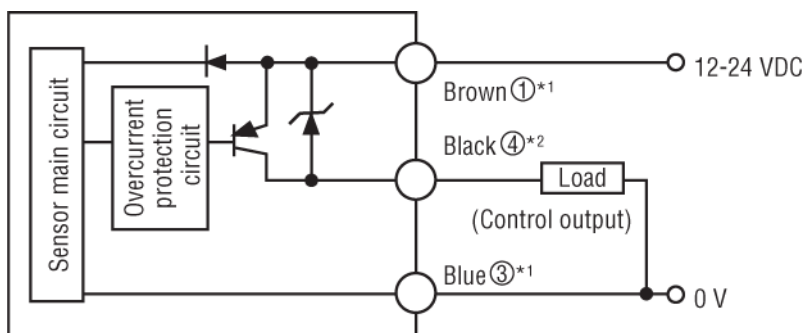 Sensor main circuit
Overcurrent
protection
circuit
12-24 VDC
Brown ①*1
Black ④*2
Load
(Control output)
Blue ③*1
0 V